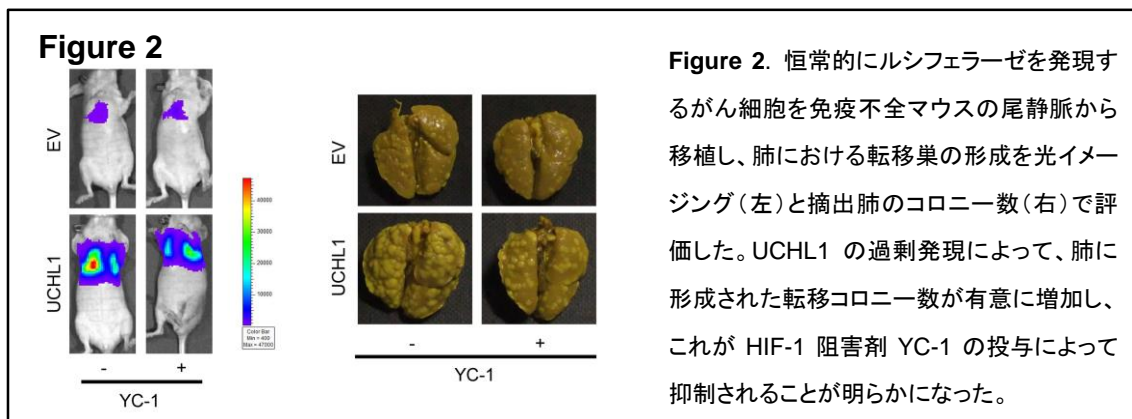 Figure 2
EV
UCHL1
40000
30000
20000
10000
Color Bar
Min = 490
Max = 47000
- +
YC-1
EV
UCHL1
- +
YC-1
Figure 2. 恒常的にルシフェラーゼを発現す
るがん細胞を免疫不全マウスの尾静脈から
移植し、肺における転移巣の形成を光イメー
ジング（左）と摘出肺のコロニー数（右）で評
価した。UCHL1 の過剰発現によって、肺に
形成された転移コロニー数が有意に増加し、
これが HIF-1 阻害剤 YC-1 の投与によって
抑制されることが明らかになった。